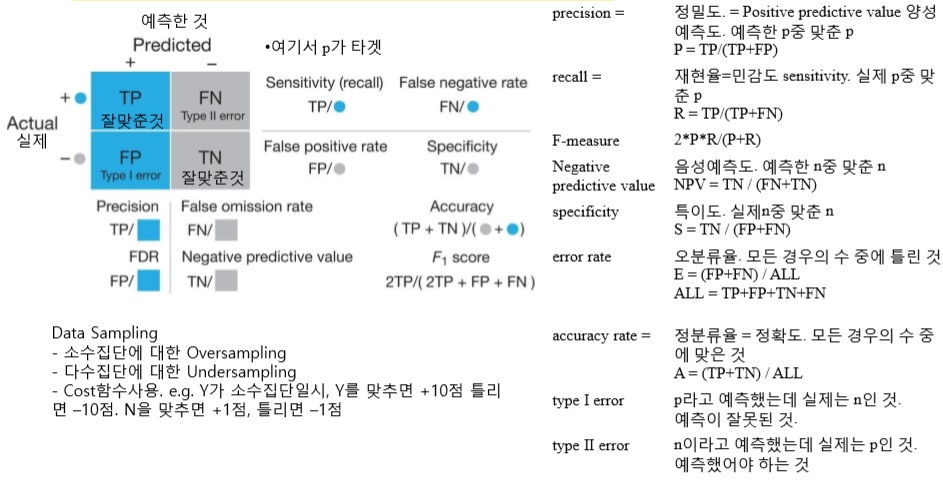 예측한 것
Predicted
+ −
•여기서 p가 타겟
Actual
실제
+
−
TP
잘맞춘것
FN
Type II error
FP
Type I error
TN
잘맞춘것
Sensitivity (recall)
TP/
False negative rate
FN/
False positive rate
FP/
Specificity
TN/
Precision
TP/
False omission rate
FN/
Accuracy
( TP + TN )/( + )
FDR
FP/
Negative predictive value
TN/
F₁ score
2TP/( 2TP + FP + FN )
Data Sampling
- 소수집단에 대한 Oversampling
- 다수집단에 대한 Undersampling
- Cost함수사용. e.g. Y가 소수집단일시, Y를 맞추면 +10점 틀리
면 –10점. N을 맞추면 +1점, 틀리면 –1점
precision =
정밀도. = Positive predictive value 양성
예측도. 예측한 p중 맞춘 p
P = TP/(TP+FP)
recall =
재현율=민감도 sensitivity. 실제 p중 맞
춘 p
R = TP/(TP+FN)
F-measure
2*P*R/(P+R)
Negative
predictive value
음성예측도. 예측한 n중 맞춘 n
NPV = TN / (FN+TN)
specificity
특이도. 실제n중 맞춘 n
S = TN / (FP+FN)
error rate
오분류율. 모든 경우의 수 중에 틀린 것
E = (FP+FN) / ALL
ALL = TP+FP+TN+FN
accuracy rate =
정분류율 = 정확도. 모든 경우의 수 중
에 맞은 것
A = (TP+TN) / ALL
type I error
p라고 예측했는데 실제는 n인 것.
예측이 잘못된 것.
type II error
n이라고 예측했는데 실제는 p인 것.
예측했어야 하는 것